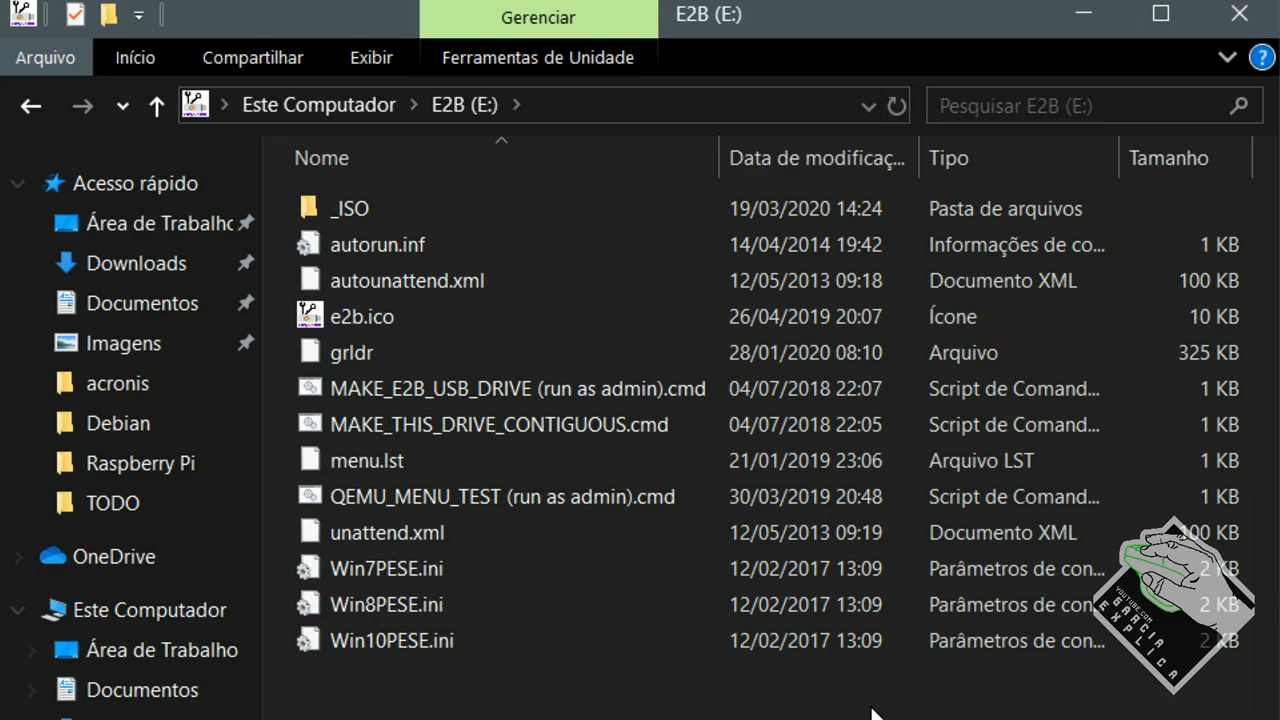 Gerenciar
E2B (E:)
Arquivo Início Compartilhar Exibir Ferramentas de Unidade ?
Este Computador E2B (E:) Pesquisar E2B (E:)
Nome Data de modificaç... Tipo Tamanho
Acesso rápido
Área de Trabalho
Downloads
Documentos
Imagens
acronis
Debian
Raspberry Pi
TODO
OneDrive
Este Computador
Área de Trabalho
Documentos
_ISO 19/03/2020 14:24 Pasta de arquivos
autorun.inf 14/04/2014 19:42 Informações de co... 1 KB
autounattend.xml 12/05/2013 09:18 Documento XML 100 KB
e2b.ico 26/04/2019 20:07 Ícone 10 KB
grldr 28/01/2020 08:10 Arquivo 325 KB
MAKE_E2B_USB_DRIVE (run as admin).cmd 04/07/2018 22:07 Script de Comand... 1 KB
MAKE_THIS_DRIVE_CONTIGUOUS.cmd 04/07/2018 22:05 Script de Comand... 1 KB
menu.lst 21/01/2019 23:06 Arquivo LST 1 KB
QEMU_MENU_TEST (run as admin).cmd 30/03/2019 20:48 Script de Comand... 1 KB
unattend.xml 12/05/2013 09:19 Documento XML 100 KB
Win7PESE.ini 12/02/2017 13:09 Parâmetros de con... 2 KB
Win8PESE.ini 12/02/2017 13:09 Parâmetros de con... 2 KB
Win10PESE.ini 12/02/2017 13:09 Parâmetros de con... 2 KB
YOUTUBE.COM
EGARCIA
EXPLICA